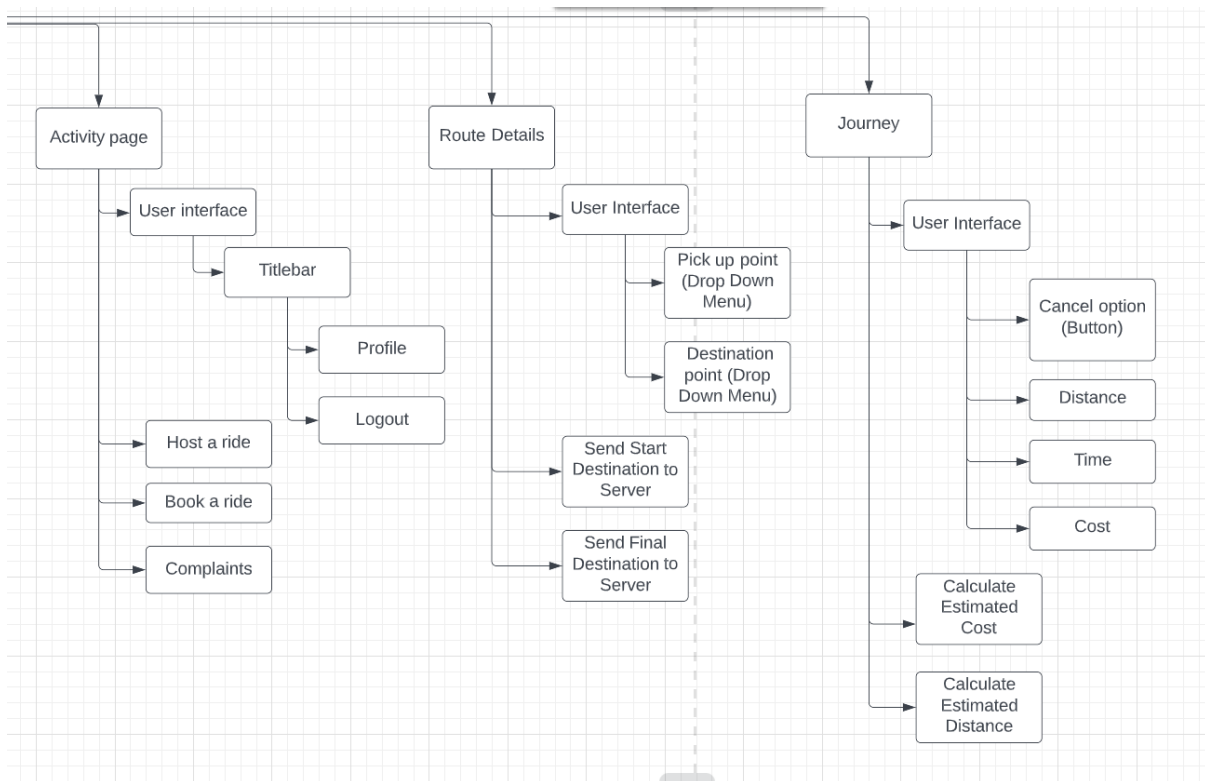 Activity page
User interface
Titlebar
Profile
Logout
Host a ride
Book a ride
Complaints
Route Details
User Interface
Pick up point
(Drop Down
Menu)
Destination
point (Drop
Down Menu)
Send Start
Destination to
Server
Send Final
Destination to
Server
Journey
User Interface
Cancel option
(Button)
Distance
Time
Cost
Calculate
Estimated
Cost
Calculate
Estimated
Distance